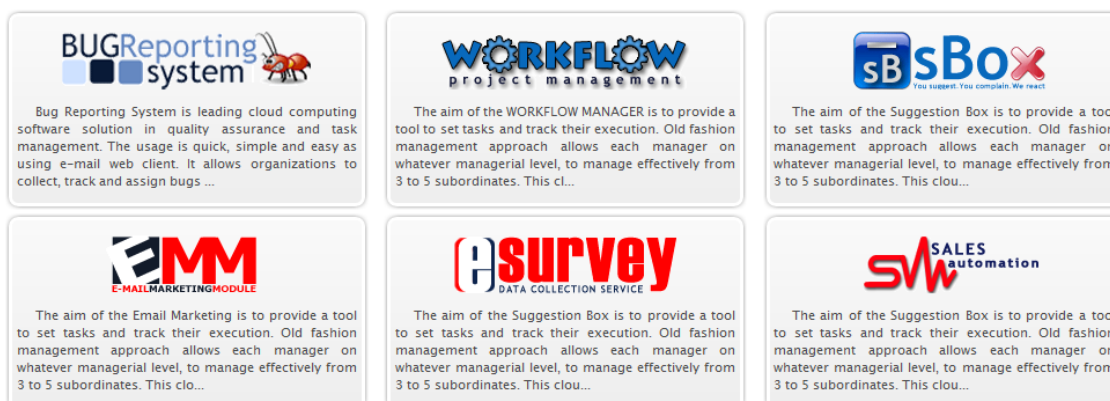 BUGReporting
system
Bug Reporting System is leading cloud computing
software solution in quality assurance and task
management. The usage is quick, simple and easy as
using e-mail web client. It allows organizations to
collect, track and assign bugs ...
WORKFLOW
project management
The aim of the WORKFLOW MANAGER is to provide a
tool to set tasks and track their execution. Old fashion
management approach allows each manager on
whatever managerial level, to manage effectively from
3 to 5 subordinates. This cl...
sB sBox
You suggest. You complain. We react
The aim of the Suggestion Box is to provide a
to set tasks and track their execution. Old fashion
management approach allows each manager
whatever managerial level, to manage effectively from
3 to 5 subordinates. This clou...
EMM
E-MAILMARKETINGMODULE
The aim of the Email Marketing is to provide a tool
to set tasks and track their execution. Old fashion
management approach allows each manager on
whatever managerial level, to manage effectively from
3 to 5 subordinates. This clo...
esurvey
DATA COLLECTION SERVICE
The aim of the Suggestion Box is to provide a tool
to set tasks and track their execution. Old fashion
management approach allows each manager on
whatever managerial level, to manage effectively from
3 to 5 subordinates. This clou...
SALES
automation
The aim of the Suggestion Box is to provide a
to set tasks and track their execution. Old fashion
management approach allows each manager
whatever managerial level, to manage effectively from
3 to 5 subordinates. This clou...